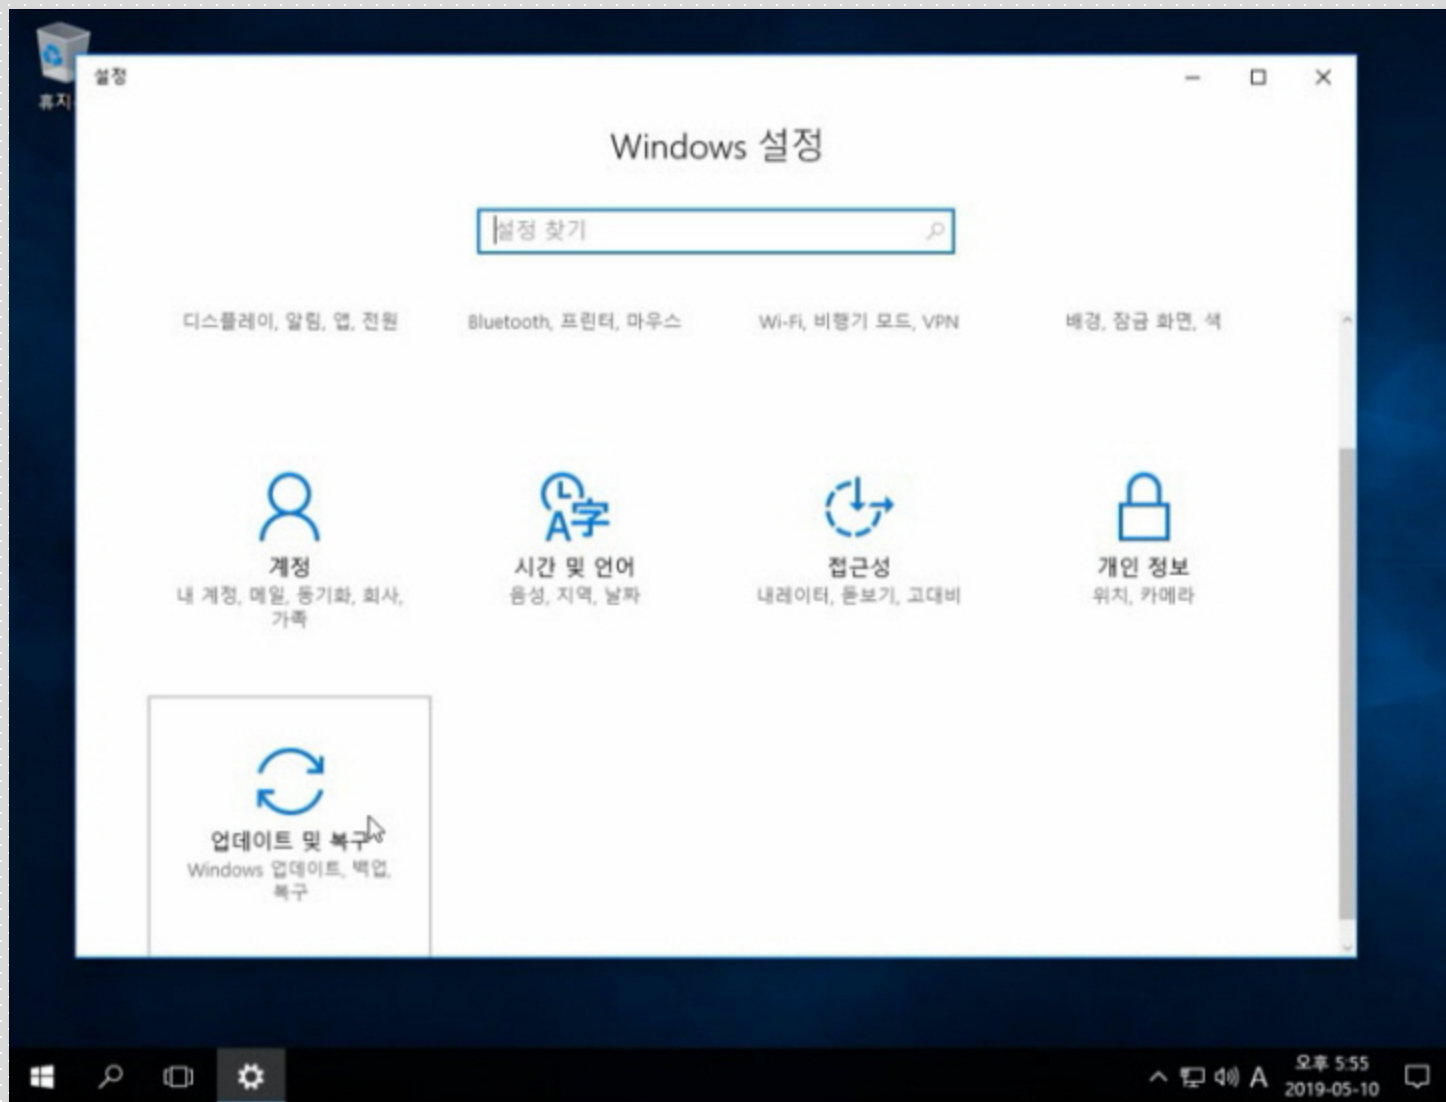 휴지
설정
Windows 설정
설정 찾기
디스플레이, 알림, 앱, 전원
Bluetooth, 프린터, 마우스
Wi-Fi, 비행기 모드, VPN
배경, 잠금 화면, 색
계정
내 계정, 메일, 동기화, 회사,
가족
시간 및 언어
음성, 지역, 날짜
접근성
내레이터, 돋보기, 고대비
개인 정보
위치, 카메라
업데이트 및 복구
Windows 업데이트, 백업,
복구
A
오후 5:55
2019-05-10